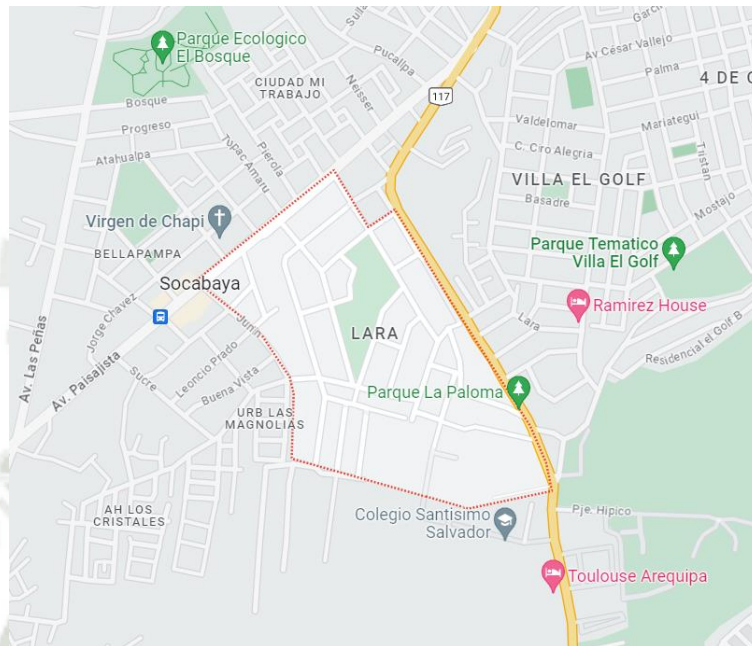 Parque Ecologico
El Bosque
Pucallpa
Garci
Av César Vallejo
CIUDAD MI
TRABAJO
Neisser
117
Palma
4 DE
Bosque
Progreso
Valdelomar
Mariategui
Atahualpa
Tupac Amaru
Pierola
C. Ciro Alegria
Tristan
VILLA EL GOLF
Basadre
Mostajo
Virgen de Chapi
BELLAPAMPA
Parque Tematico
Villa El Golf
Socabaya
Ramirez House
Jorge Chavez
Junin
LARA
Lara
Residencial el Golf B
Av. Las Peñas
Av. Paisajista
Leoncio Prado
Sucre
Buena Vista
Parque La Paloma
URB LAS
MAGNOLIAS
AH LOS
CRISTALES
Colegio Santisimo
Salvador
Pje. Hipico
Toulouse Arequipa